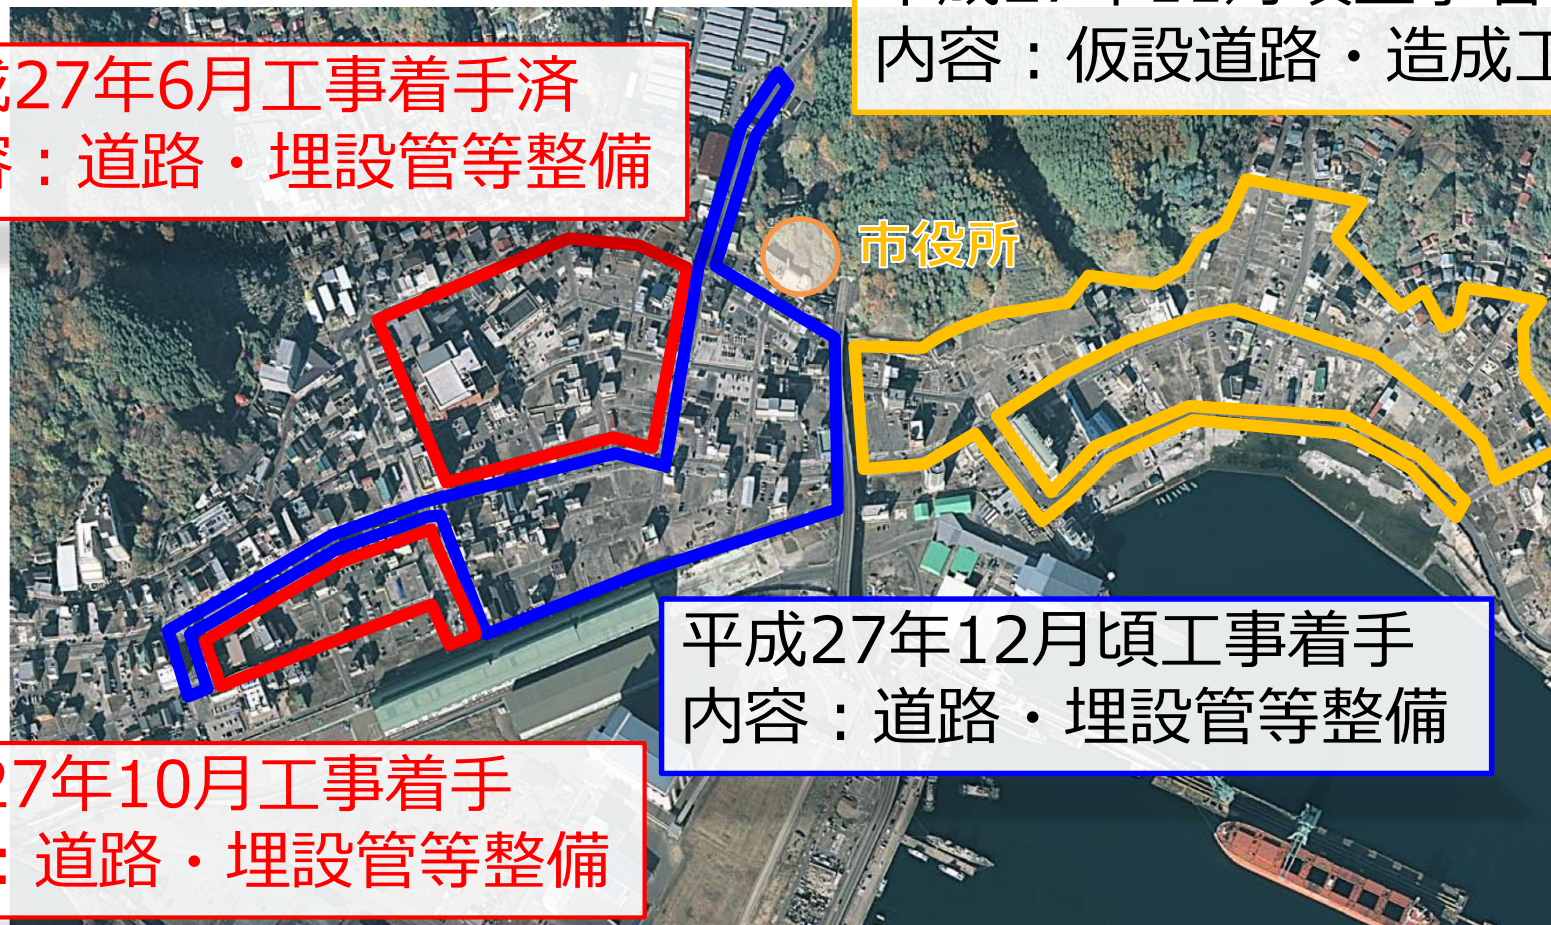 27年6月工事着手済
：道路・埋設管等整備
内容：仮設道路・造成
市役所
平成27年12月頃工事着手
内容：道路・埋設管等整備
27年10月工事着手
：道路・埋設管等整備